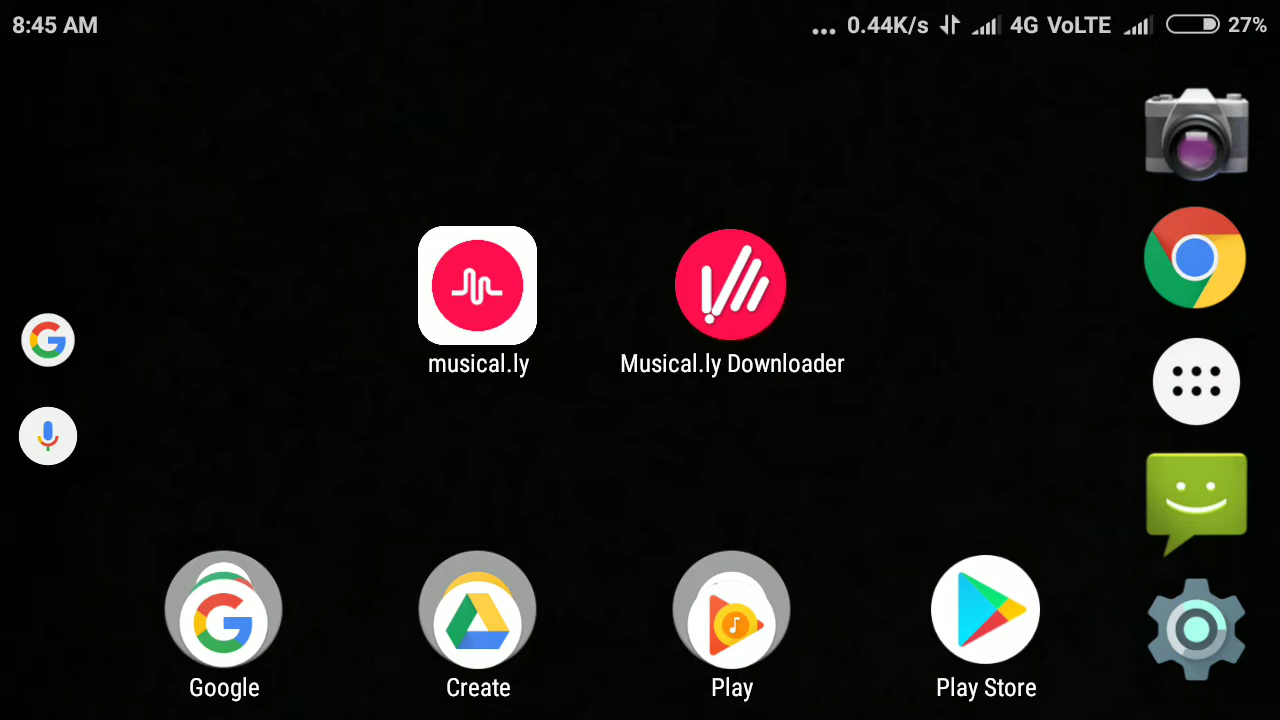 8:45 AM ... 0.44K/s 4G VoLTE 27%
musical.ly Musical.ly Downloader
Google Create Play Play Store